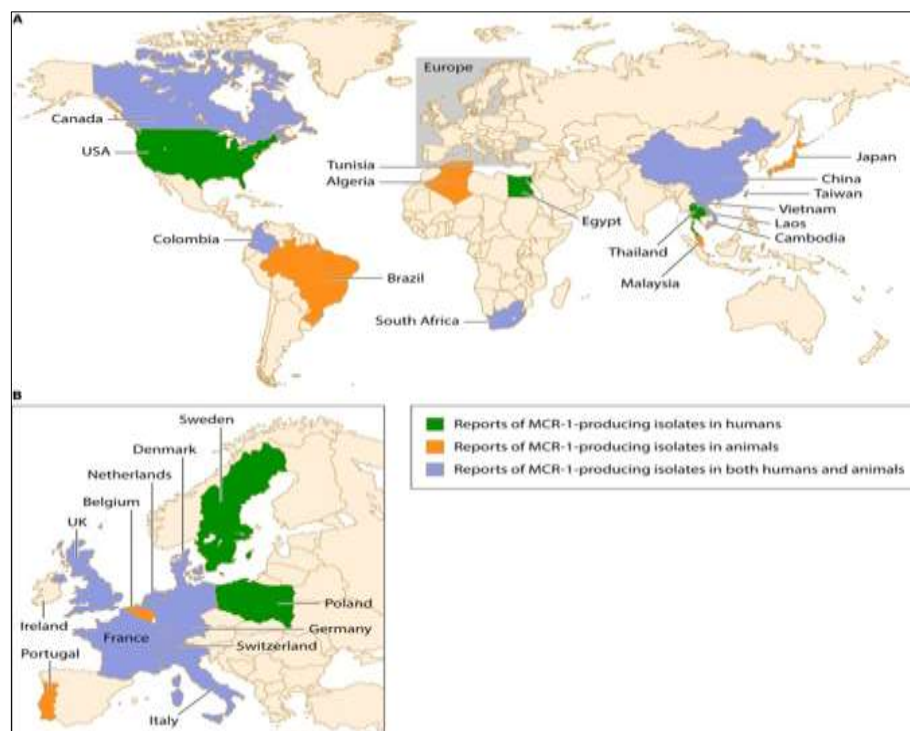 A
Europe
Canada
USA
Tunisia
Algeria
Japan
China
Taiwan
Vietnam
Laos
Cambodia
Egypt
Thailand
Malaysia
Colombia
Brazil
South Africa
B
Sweden
Denmark
Netherlands
Belgium
UK
Poland
Ireland
Germany
France
Switzerland
Portugal
Italy
Reports of MCR-1-producing isolates in humans
Reports of MCR-1-producing isolates in animals
Reports of MCR-1-producing isolates in both humans and animals